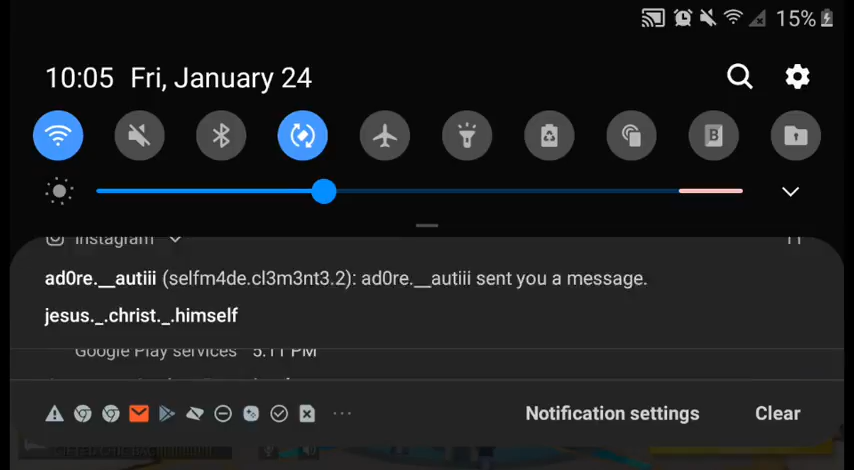 15%
10:05 Fri, January 24
B
Instagram
11
ad0re.__autiii (selfm4de.cl3m3nt3.2): ad0re.__autiii sent you a message.
jesus._.christ._.himself
Google Play services 5:11 PM
Notification settings Clear